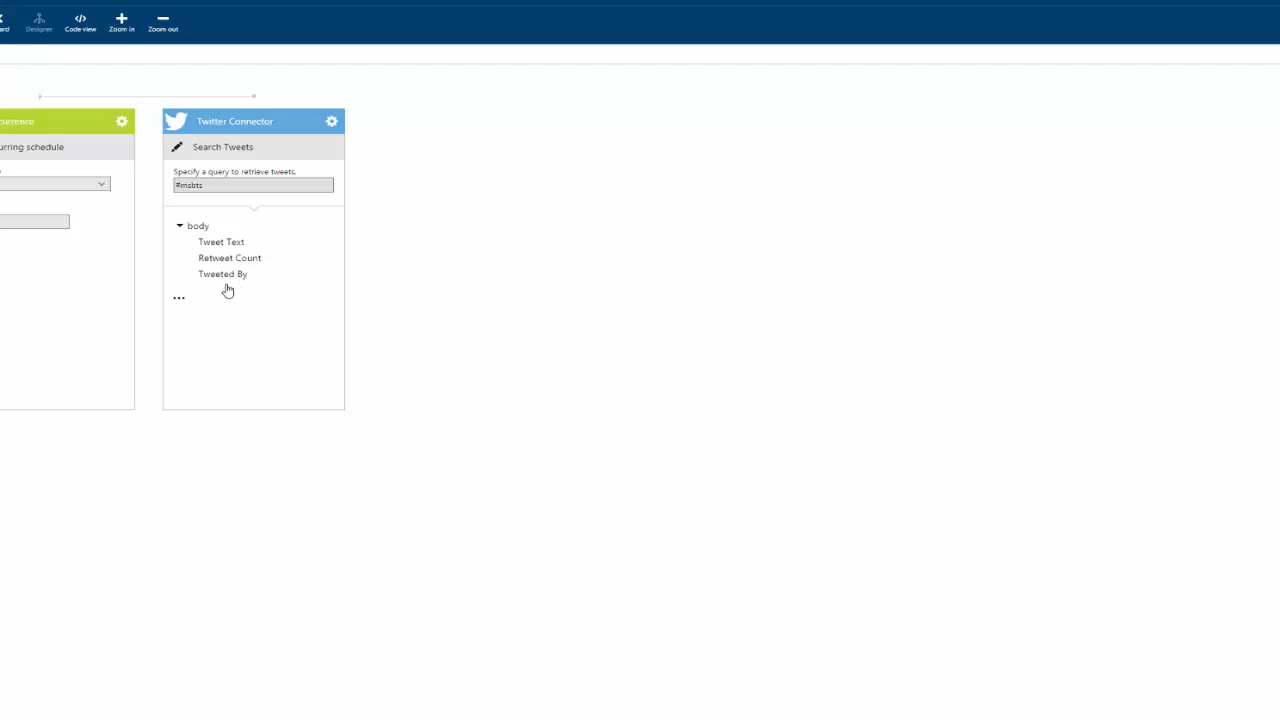 Designer
Code view
Zoom in
Zoom out
Twitter Connector
urring schedule
Search Tweets
Specify a query to retrieve tweets.
#msbts
body
Tweet Text
Retweet Count
Tweeted By
...